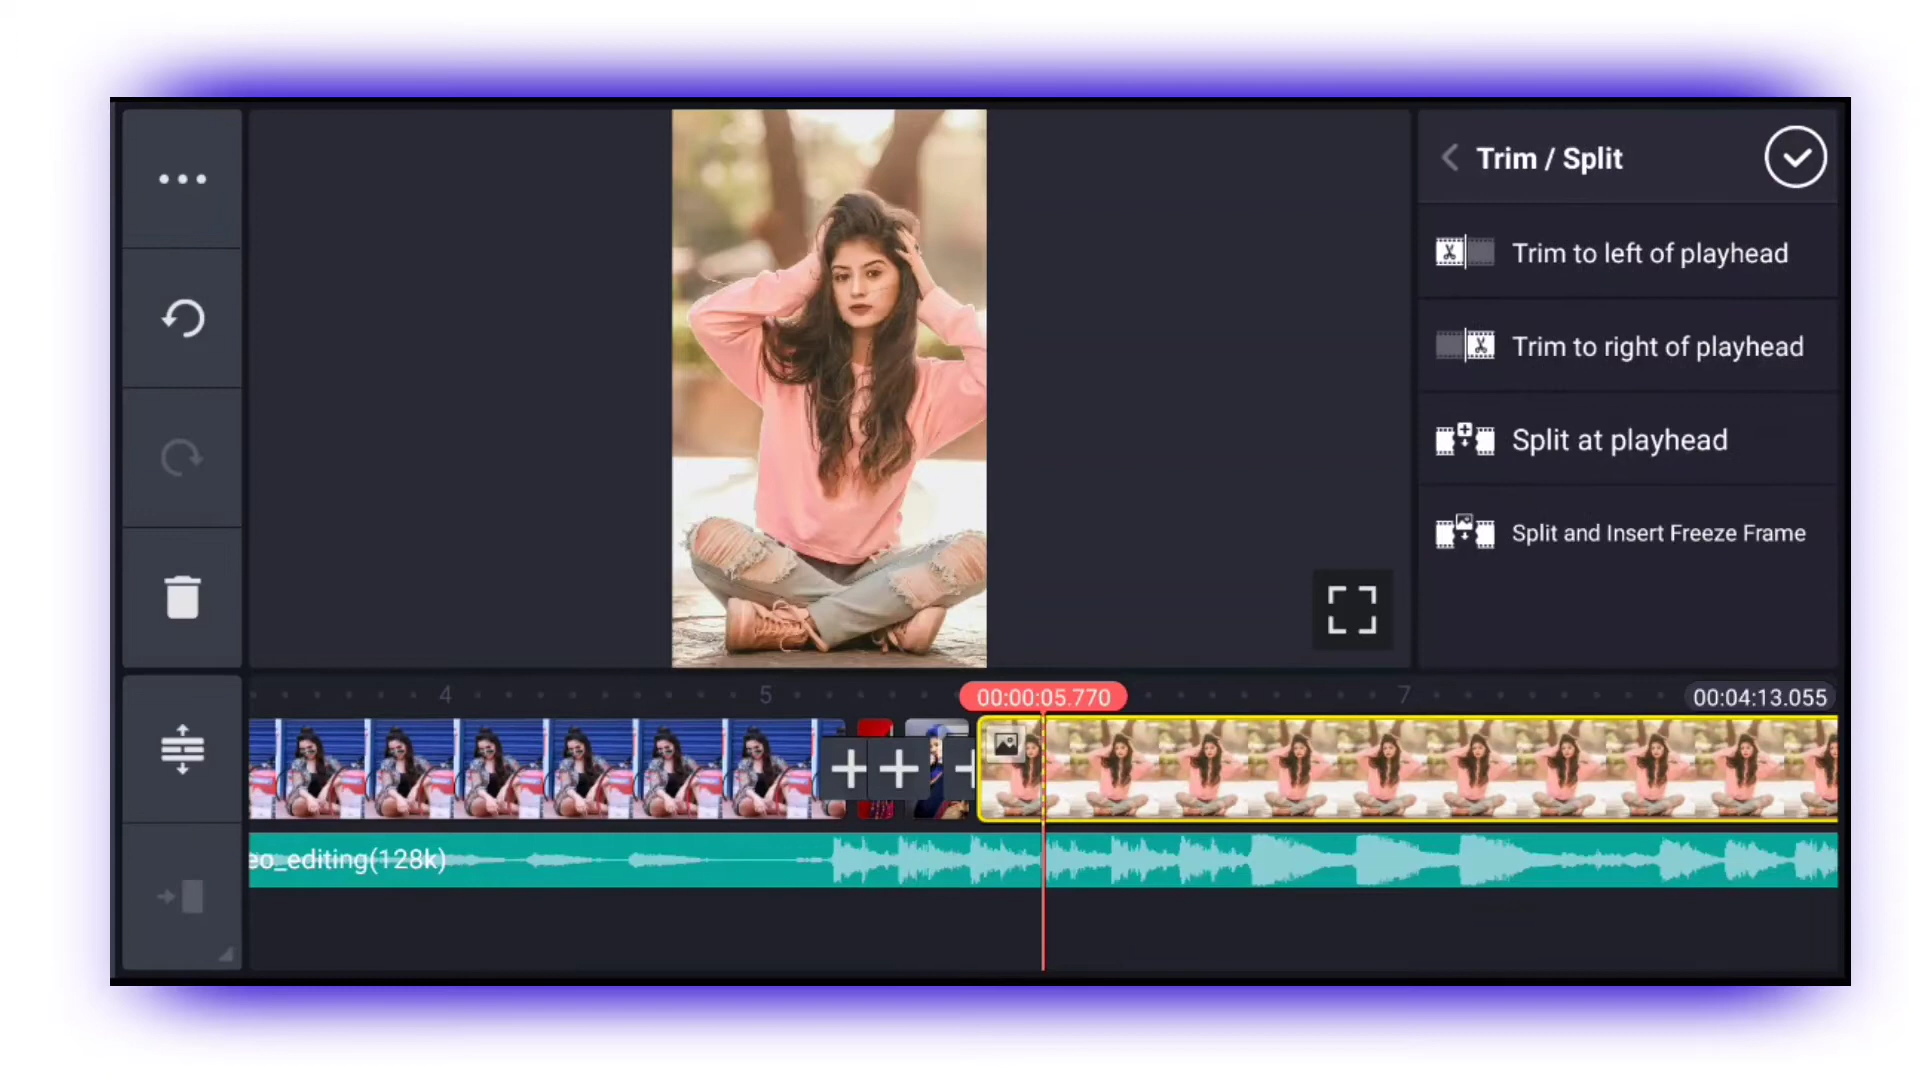 Trim / Split
Trim to left of playhead
Trim to right of playhead
Split at playhead
Split and Insert Freeze Frame
4
5
00:00:05.770
7
00:04:13.055
eo_editing(128k)